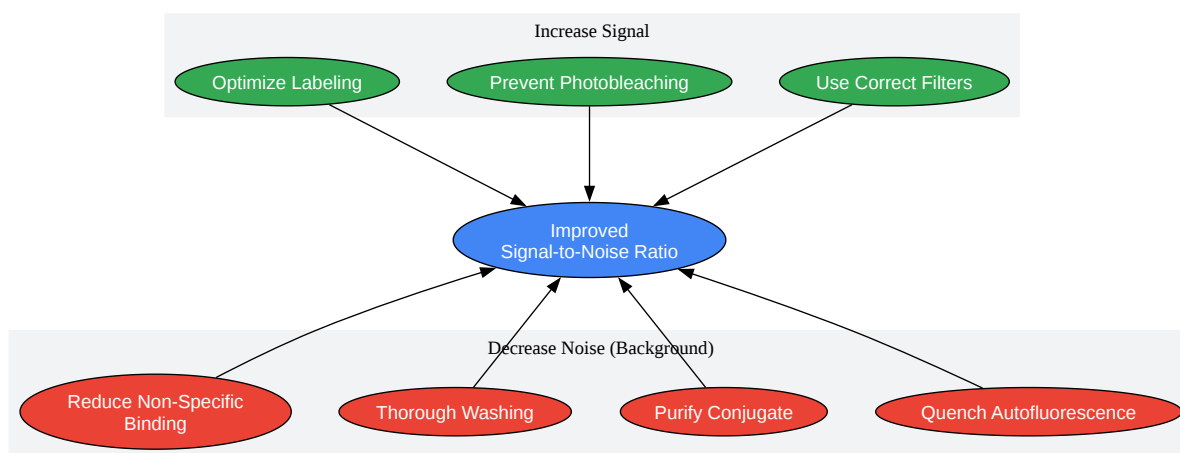 Increase Signal
Optimize Labeling
Prevent Photobleaching
Use Correct Filters
Improved
Signal-to-Noise Ratio
Decrease Noise (Background)
Reduce Non-Specific
Binding
Thorough Washing
Purify Conjugate
Quench Autofluorescence